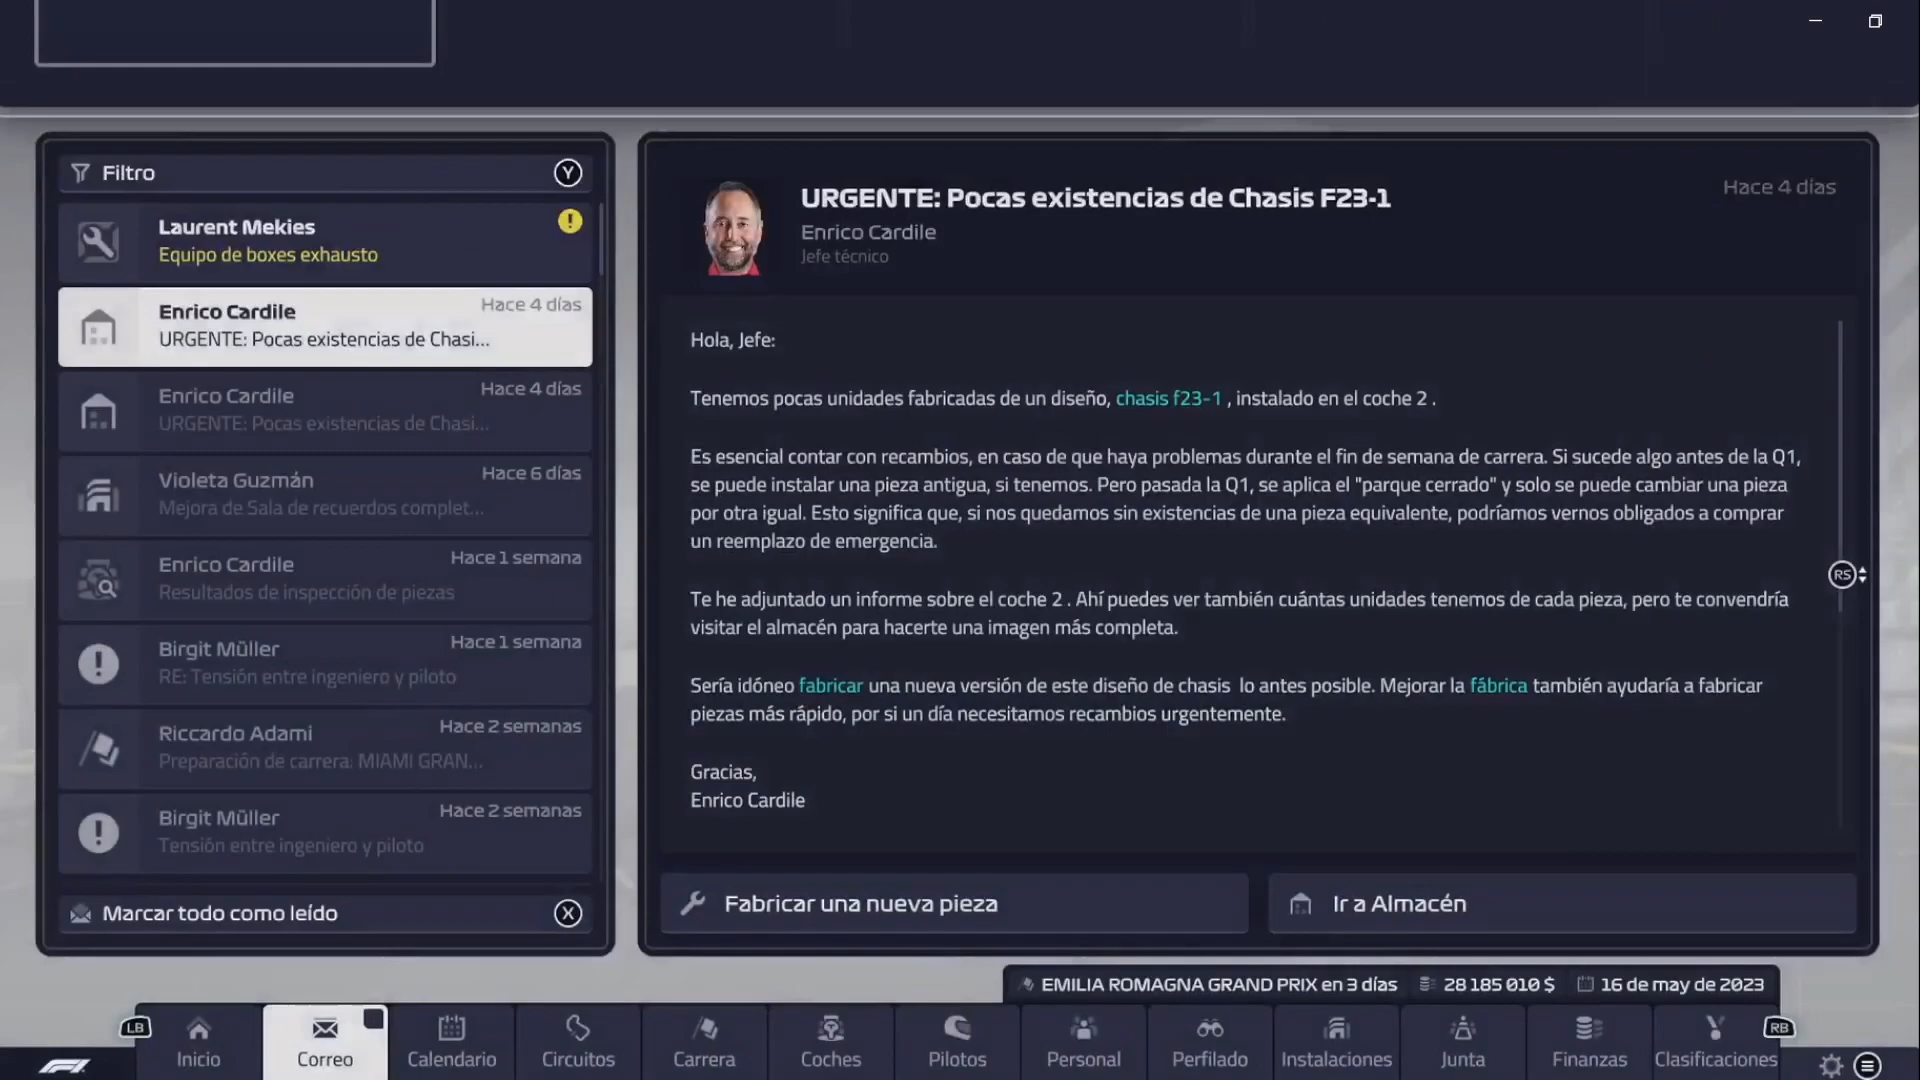 Filtro
Y
Laurent Mekies
Equipo de boxes exhausto
Enrico Cardile
Hace 4 días
URGENTE: Pocas existencias de Chasi...
Enrico Cardile
Hace 4 días
URGENTE: Pocas existencias de Chasi...
Violeta Guzmán
Hace 6 días
Mejora de Sala de recuerdos complet...
Enrico Cardile
Hace 1 semana
Resultados de inspección de piezas
Birgit Müller
Hace 1 semana
RE: Tensión entre ingeniero y piloto
Riccardo Adami
Hace 2 semanas
Preparación de carrera: MIAMI GRAN...
Birgit Müller
Hace 2 semanas
Tensión entre ingeniero y piloto
Marcar todo como leído
X
URGENTE: Pocas existencias de Chasis F23-1
Hace 4 días
Enrico Cardile
Jefe técnico
Hola, Jefe:
Tenemos pocas unidades fabricadas de un diseño, chasis f23-1 , instalado en el coche 2 .
Es esencial contar con recambios, en caso de que haya problemas durante el fin de semana de carrera. Si sucede algo antes de la Q1,
se puede instalar una pieza antigua, si tenemos. Pero pasada la Q1, se aplica el "parque cerrado" y solo se puede cambiar una pieza
por otra igual. Esto significa que, si nos quedamos sin existencias de una pieza equivalente, podríamos vernos obligados a comprar
un reemplazo de emergencia.
RS
Te he adjuntado un informe sobre el coche 2 . Ahí puedes ver también cuántas unidades tenemos de cada pieza, pero te convendría
visitar el almacén para hacerte una imagen más completa.
Sería idóneo fabricar una nueva versión de este diseño de chasis lo antes posible. Mejorar la fábrica también ayudaría a fabricar
piezas más rápido, por si un día necesitamos recambios urgentemente.
Gracias,
Enrico Cardile
Fabricar una nueva pieza
Ir a Almacén
EMILIA ROMAGNA GRAND PRIX en 3 días
28 185 010 $
16 de may de 2023
LB
Inicio
Correo
Calendario
Circuitos
Carrera
Coches
Pilotos
Personal
Perfilado
Instalaciones
Junta
Finanzas
Clasificaciones
RB